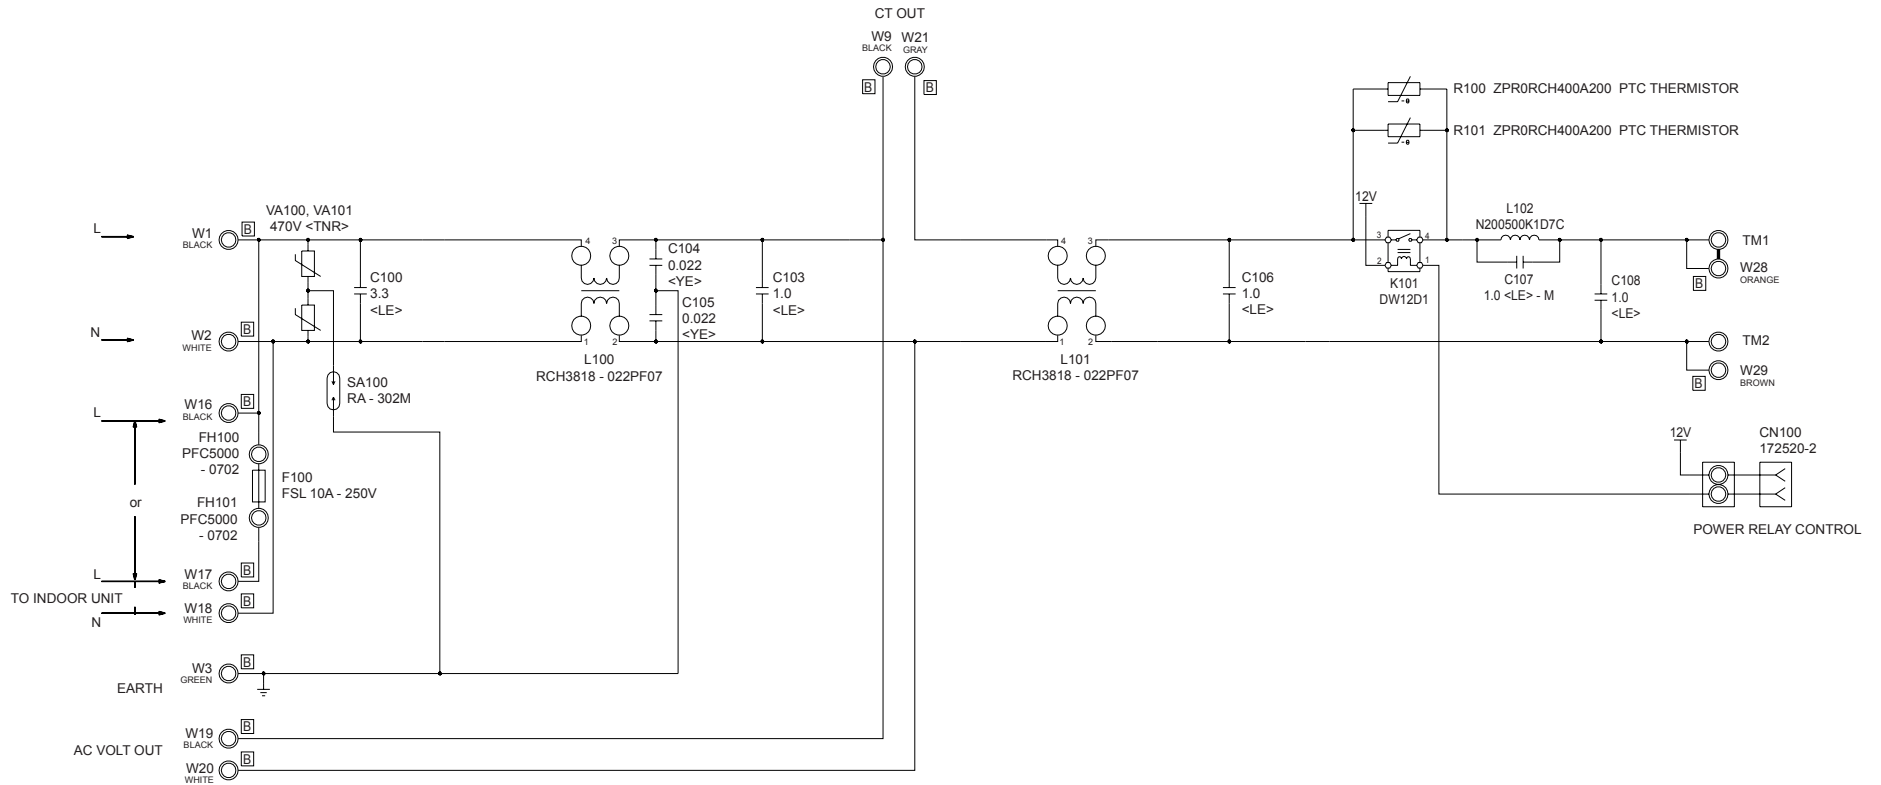 CT OUT
W9 W21
BLACK GRAY
B B
R100 ZPR0RCH400A200 PTC THERMISTOR
R101 ZPR0RCH400A200 PTC THERMISTOR
VA100, VA101
470V <TNR>
12V
L102
N200500K1D7C
L
W1
BLACK
B
4 3
C104
0.022
<YE>
4 3
3 4
TM1
C100
3.3
<LE>
C103
1.0
<LE>
C106
1.0
<LE>
2 1
K101
DW12D1
C107
1.0 <LE> - M
C108
1.0
<LE>
W28
ORANGE
B
C105
0.022
<YE>
N
W2
WHITE
B
1 2
L100
RCH3818 - 022PF07
1 2
L101
RCH3818 - 022PF07
TM2
W29
BROWN
B
SA100
RA - 302M
L
W16
BLACK
B
FH100
PFC5000
- 0702
F100
FSL 10A - 250V
or
FH101
PFC5000
- 0702
12V
CN100
172520-2
POWER RELAY CONTROL
L
W17
BLACK
B
TO INDOOR UNIT
N
W18
WHITE
B
W3
GREEN
B
EARTH
W19
BLACK
B
AC VOLT OUT
W20
WHITE
B